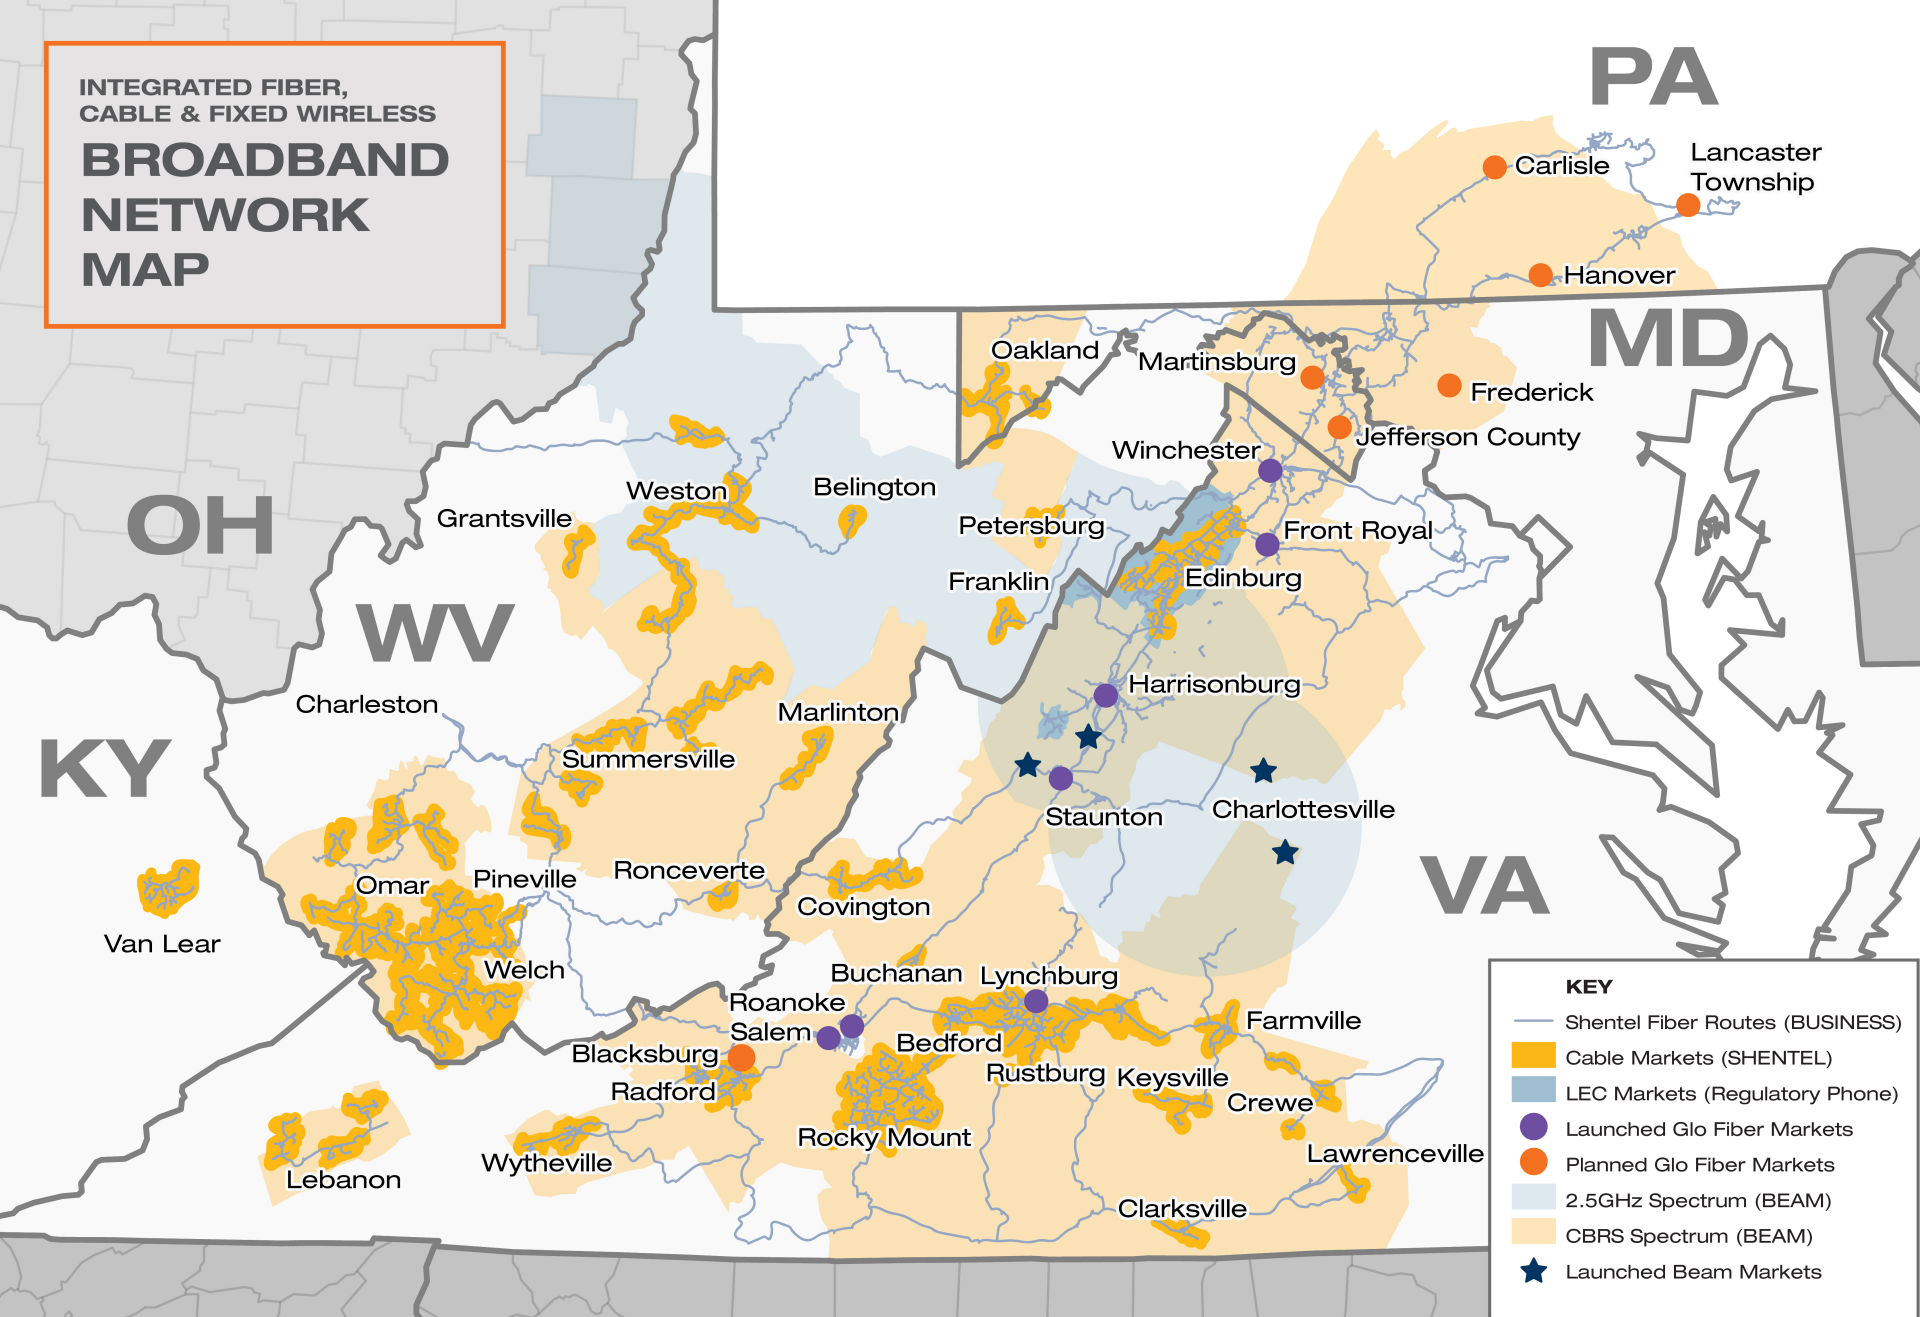 INTEGRATED FIBER,
CABLE & FIXED WIRELESS
BROADBAND
NETWORK
MAP
PA
Carlisle
Lancaster
Township
Hanover
MD
Oakland
Martinsburg
Frederick
Jefferson County
Winchester
Weston
Belington
Grantsville
Petersburg
Front Royal
OH
Franklin
Edinburg
WV
Harrisonburg
Charleston
Marlinton
KY
Summersville
Staunton
Charlottesville
VA
Omar
Pineville
Ronceverte
Covington
Van Lear
Welch
Buchanan
Lynchburg
Roanoke
Salem
Farmville
Blacksburg
Bedford
Radford
Rustburg
Keysville
Crewe
Rocky Mount
Wytheville
Lawrenceville
Lebanon
Clarksville
KEY
Shentel Fiber Routes (BUSINESS)
Cable Markets (SHENTEL)
LEC Markets (Regulatory Phone)
Launched Glo Fiber Markets
Planned Glo Fiber Markets
2.5GHz Spectrum (BEAM)
CBRS Spectrum (BEAM)
Launched Beam Markets